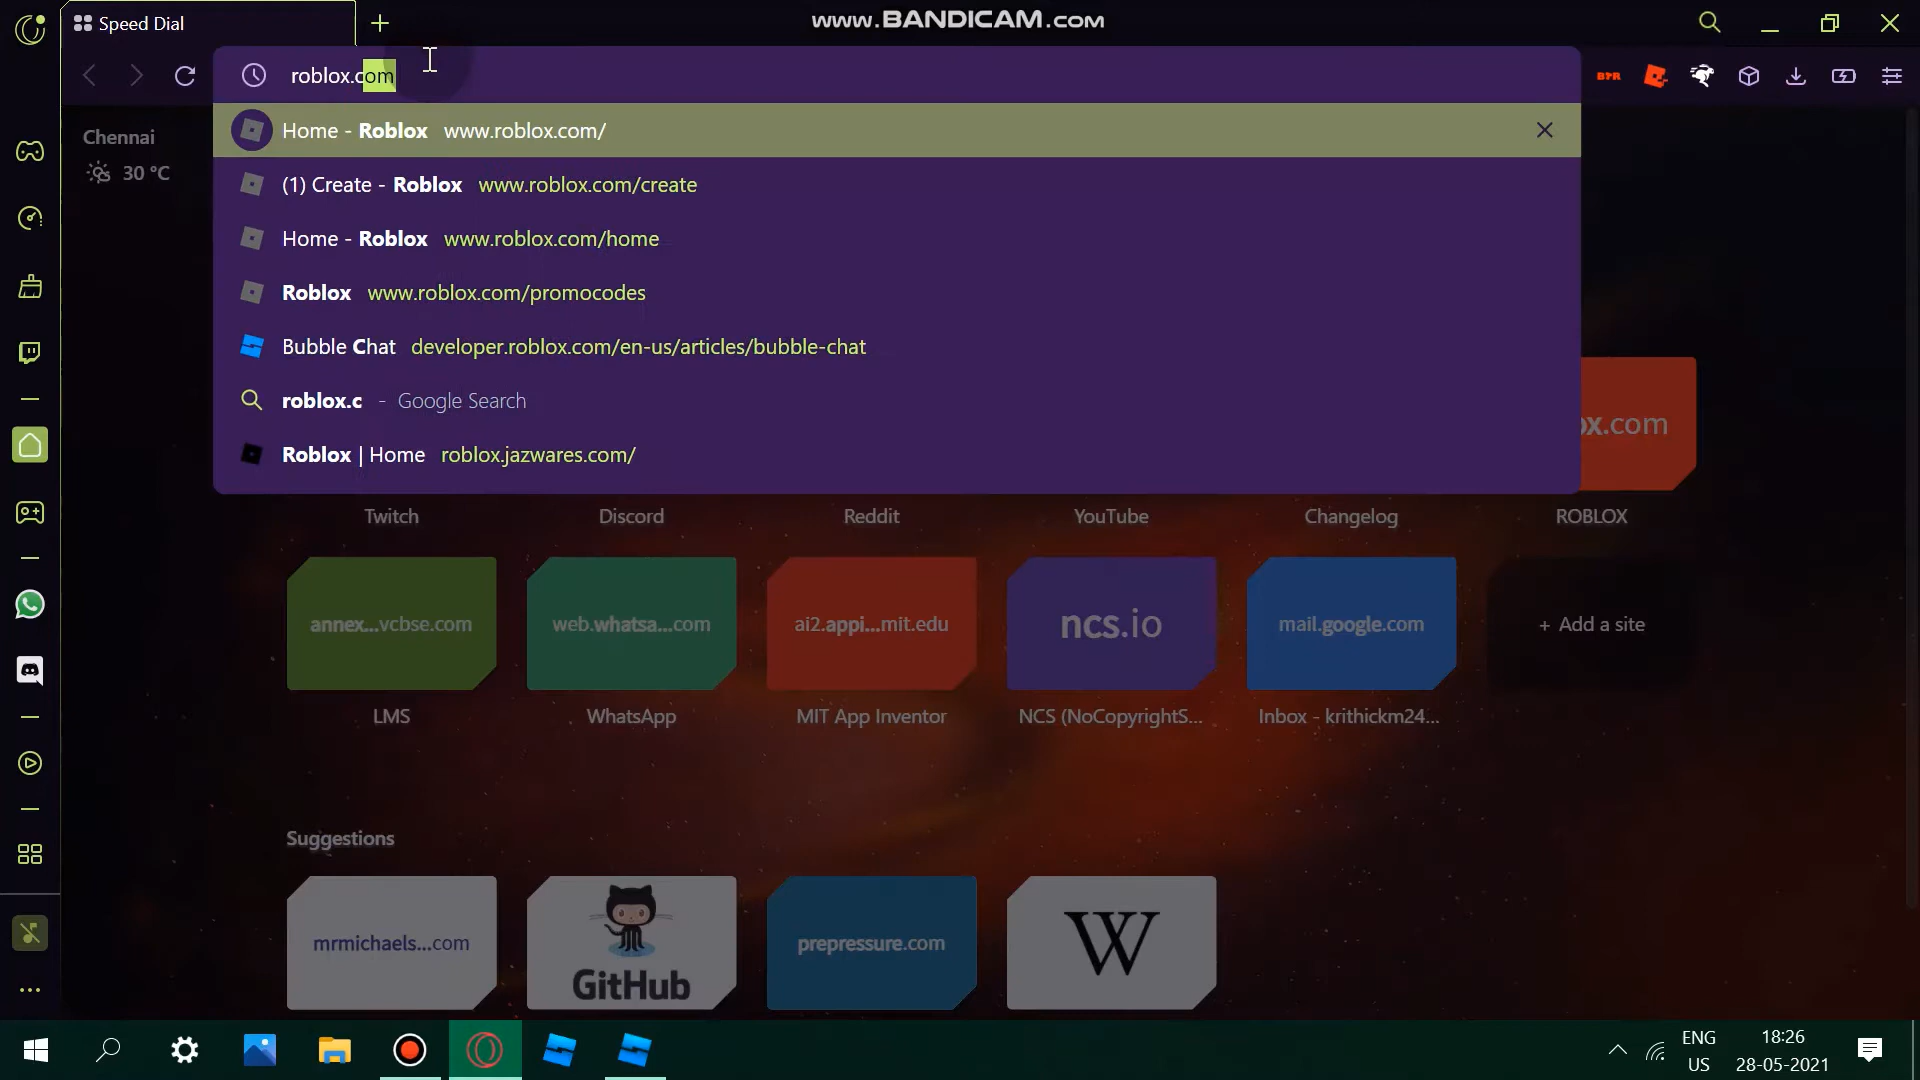 Speed Dial
www.BANDICAM.com
roblox.com
BTR
Chennai
30 °C
Home - Roblox www.roblox.com/
(1) Create - Roblox www.roblox.com/create
Home - Roblox www.roblox.com/home
Roblox www.roblox.com/promocodes
Bubble Chat developer.roblox.com/en-us/articles/bubble-chat
roblox.c - Google Search
Roblox | Home roblox.jazwares.com/
ox.com
Twitch
Discord
Reddit
YouTube
Changelog
ROBLOX
annex...vcbse.com
web.whatsa...com
ai2.appi...mit.edu
ncs.io
mail.google.com
+ Add a site
LMS
WhatsApp
MIT App Inventor
NCS (NoCopyrightS...
Inbox - krithickm24...
Suggestions
mrmichaels...com
GitHub
prepressure.com
W
ENG
US
18:26
28-05-2021